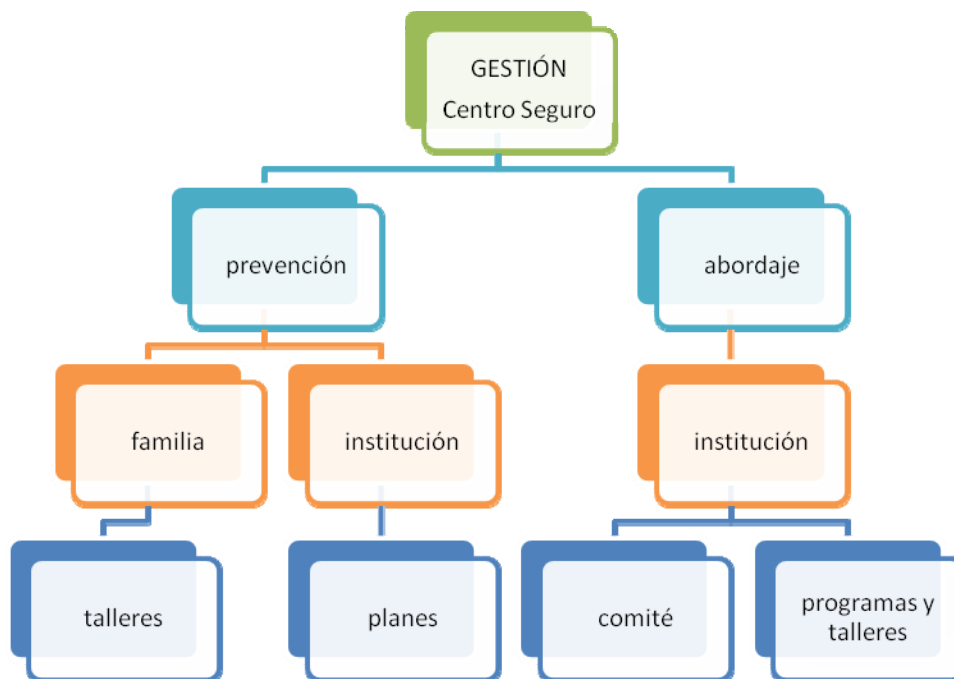 GESTIÓN
Centro Seguro
prevención
abordaje
familia
institución
institución
talleres
planes
comité
programas y
talleres